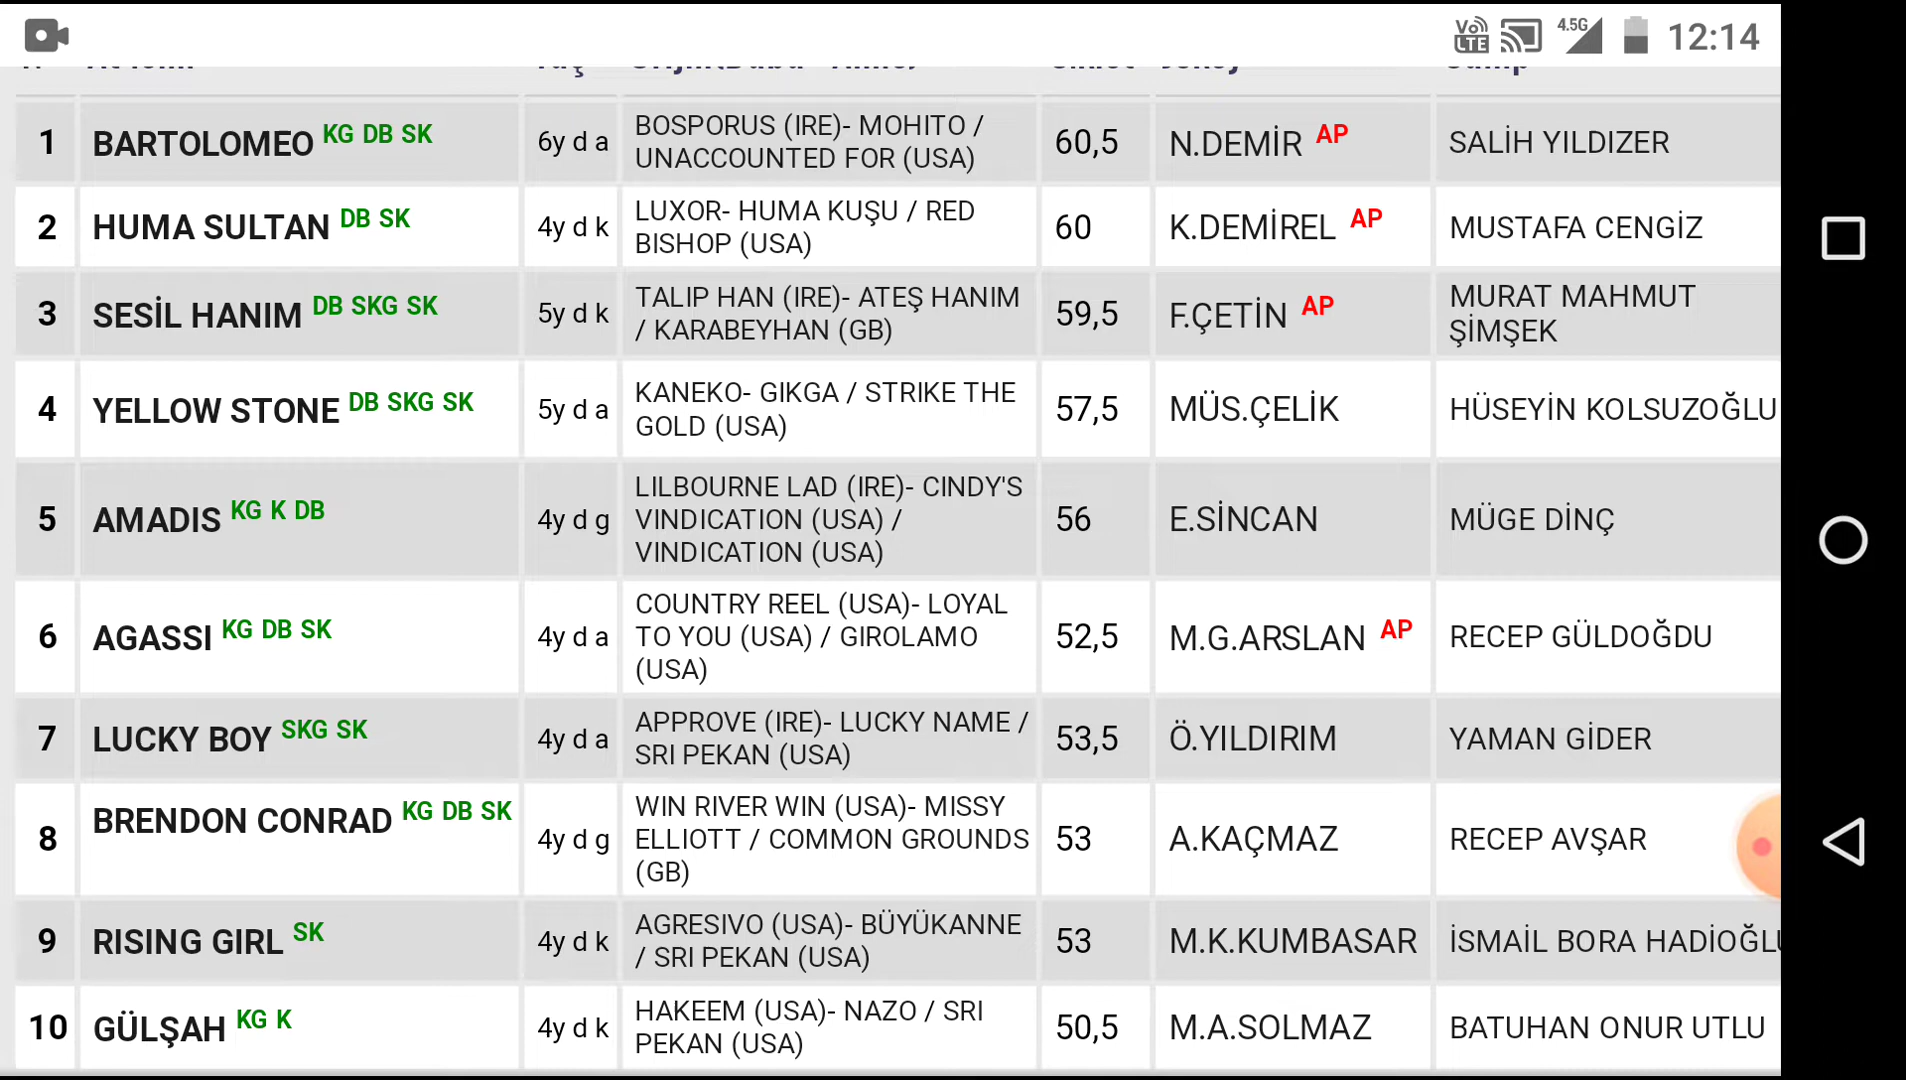 Vo LTE 4.5G 12:14
1 BARTOLOMEO KG DB SK 6y d a BOSPORUS (IRE)- MOHITO / UNACCOUNTED FOR (USA) 60,5 N.DEMİR AP SALİH YILDIZER
2 HUMA SULTAN DB SK 4y d k LUXOR- HUMA KUŞU / RED BISHOP (USA) 60 K.DEMİREL AP MUSTAFA CENGİZ
3 SESİL HANIM DB SKG SK 5y d k TALIP HAN (IRE)- ATEŞ HANIM / KARABEYHAN (GB) 59,5 F.ÇETİN AP MURAT MAHMUT ŞİMŞEK
4 YELLOW STONE DB SKG SK 5y d a KANEKO- GIKGA / STRIKE THE GOLD (USA) 57,5 MÜS.ÇELİK HÜSEYİN KOLSUZOĞLU
5 AMADIS KG K DB 4y d g LILBOURNE LAD (IRE)- CINDY'S VINDICATION (USA) / VINDICATION (USA) 56 E.SİNCAN MÜGE DİNÇ
6 AGASSI KG DB SK 4y d a COUNTRY REEL (USA)- LOYAL TO YOU (USA) / GIROLAMO (USA) 52,5 M.G.ARSLAN AP RECEP GÜLDOĞDU
7 LUCKY BOY SKG SK 4y d a APPROVE (IRE)- LUCKY NAME / SRI PEKAN (USA) 53,5 Ö.YILDIRIM YAMAN GİDER
8 BRENDON CONRAD KG DB SK 4y d g WIN RIVER WIN (USA)- MISSY ELLIOTT / COMMON GROUNDS (GB) 53 A.KAÇMAZ RECEP AVŞAR
9 RISING GIRL SK 4y d k AGRESIVO (USA)- BÜYÜKANNE / SRI PEKAN (USA) 53 M.K.KUMBASAR İSMAİL BORA HADİOĞLU
10 GÜLŞAH KG K 4y d k HAKEEM (USA)- NAZO / SRI PEKAN (USA) 50,5 M.A.SOLMAZ BATUHAN ONUR UTLU